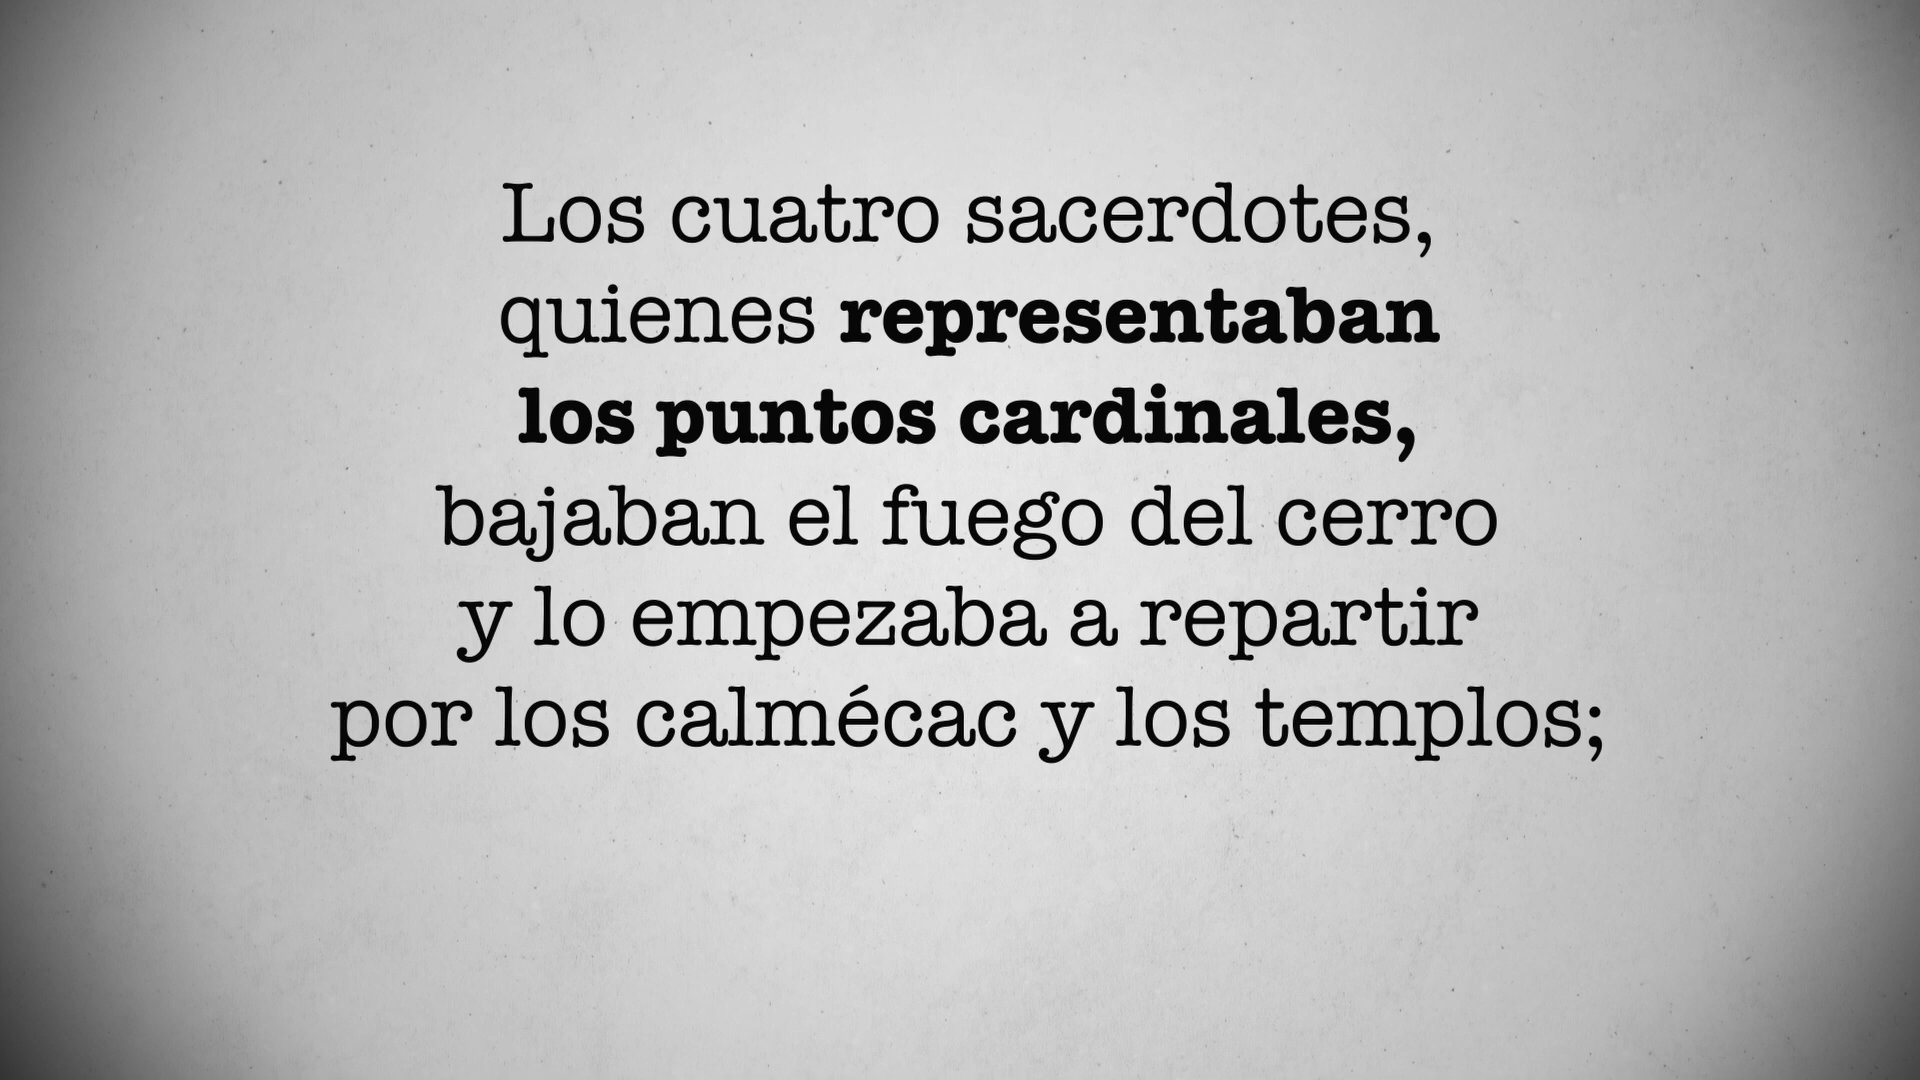 Los cuatro sacerdotes,
quienes representaban
los puntos cardinales,
bajaban el fuego del cerro
y lo empezaba a repartir
por los calmécac y los templos;